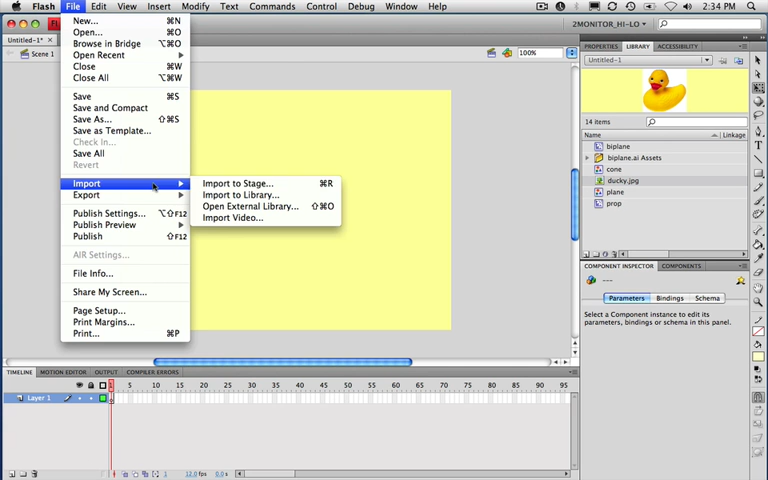 Flash File Edit View Insert Modify Text Commands Control Debug Window Help 2:34 PM
2MONITOR_HI-LO
Untitled-1*
Scene 1
100%
New... ⌘N
Open... ⌘O
Browse in Bridge ⌥⌘O
Open Recent
Close ⌘W
Close All ⌥⌘W
Save ⌘S
Save and Compact
Save As... ⇧⌘S
Save as Template...
Check In...
Save All
Revert
Import
Export
Publish Settings... ⌥⇧F12
Publish Preview
Publish ⇧F12
AIR Settings...
File Info...
Share My Screen...
Page Setup...
Print Margins...
Print... ⌘P
Import to Stage... ⌘R
Import to Library...
Open External Library... ⇧⌘O
Import Video...
PROPERTIES LIBRARY ACCESSIBILITY
Untitled-1
14 items
Name Linkage
biplane
biplane.ai Assets
cone
ducky.jpg
plane
prop
COMPONENT INSPECTOR COMPONENTS
---
Parameters Bindings Schema
Select a Component instance to edit its
parameters, bindings or schema in this panel.
TIMELINE MOTION EDITOR OUTPUT COMPILER ERRORS
1 5 10 15 20 25 30 35 40 45 50 55 60 65 70 75 80 85 90 95
Layer 1
1 12.0 fps 0.0 s